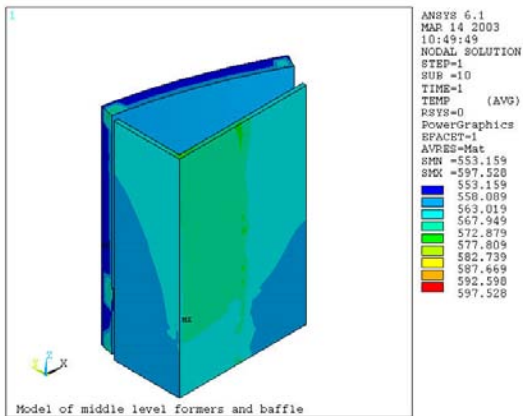 1
ANSYS 6.1
MAR 14 2003
10:49:49
NODAL SOLUTION
STEP=1
SUB =10
TIME=1
TEMP (AVG)
RSYS=0
PowerGraphics
EFACET=1
AVRES=Mat
SMN =553.159
SMX =597.528
553.159
558.089
563.019
567.949
572.879
577.809
582.739
587.669
592.598
597.528
MX
Z
Y
X
Model of middle level formers and baffle